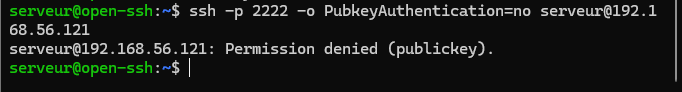 serveur@open-ssh:~$ ssh -p 2222 -o PubkeyAuthentication=no serveur@192.1
68.56.121
serveur@192.168.56.121: Permission denied (publickey).
serveur@open-ssh:~$